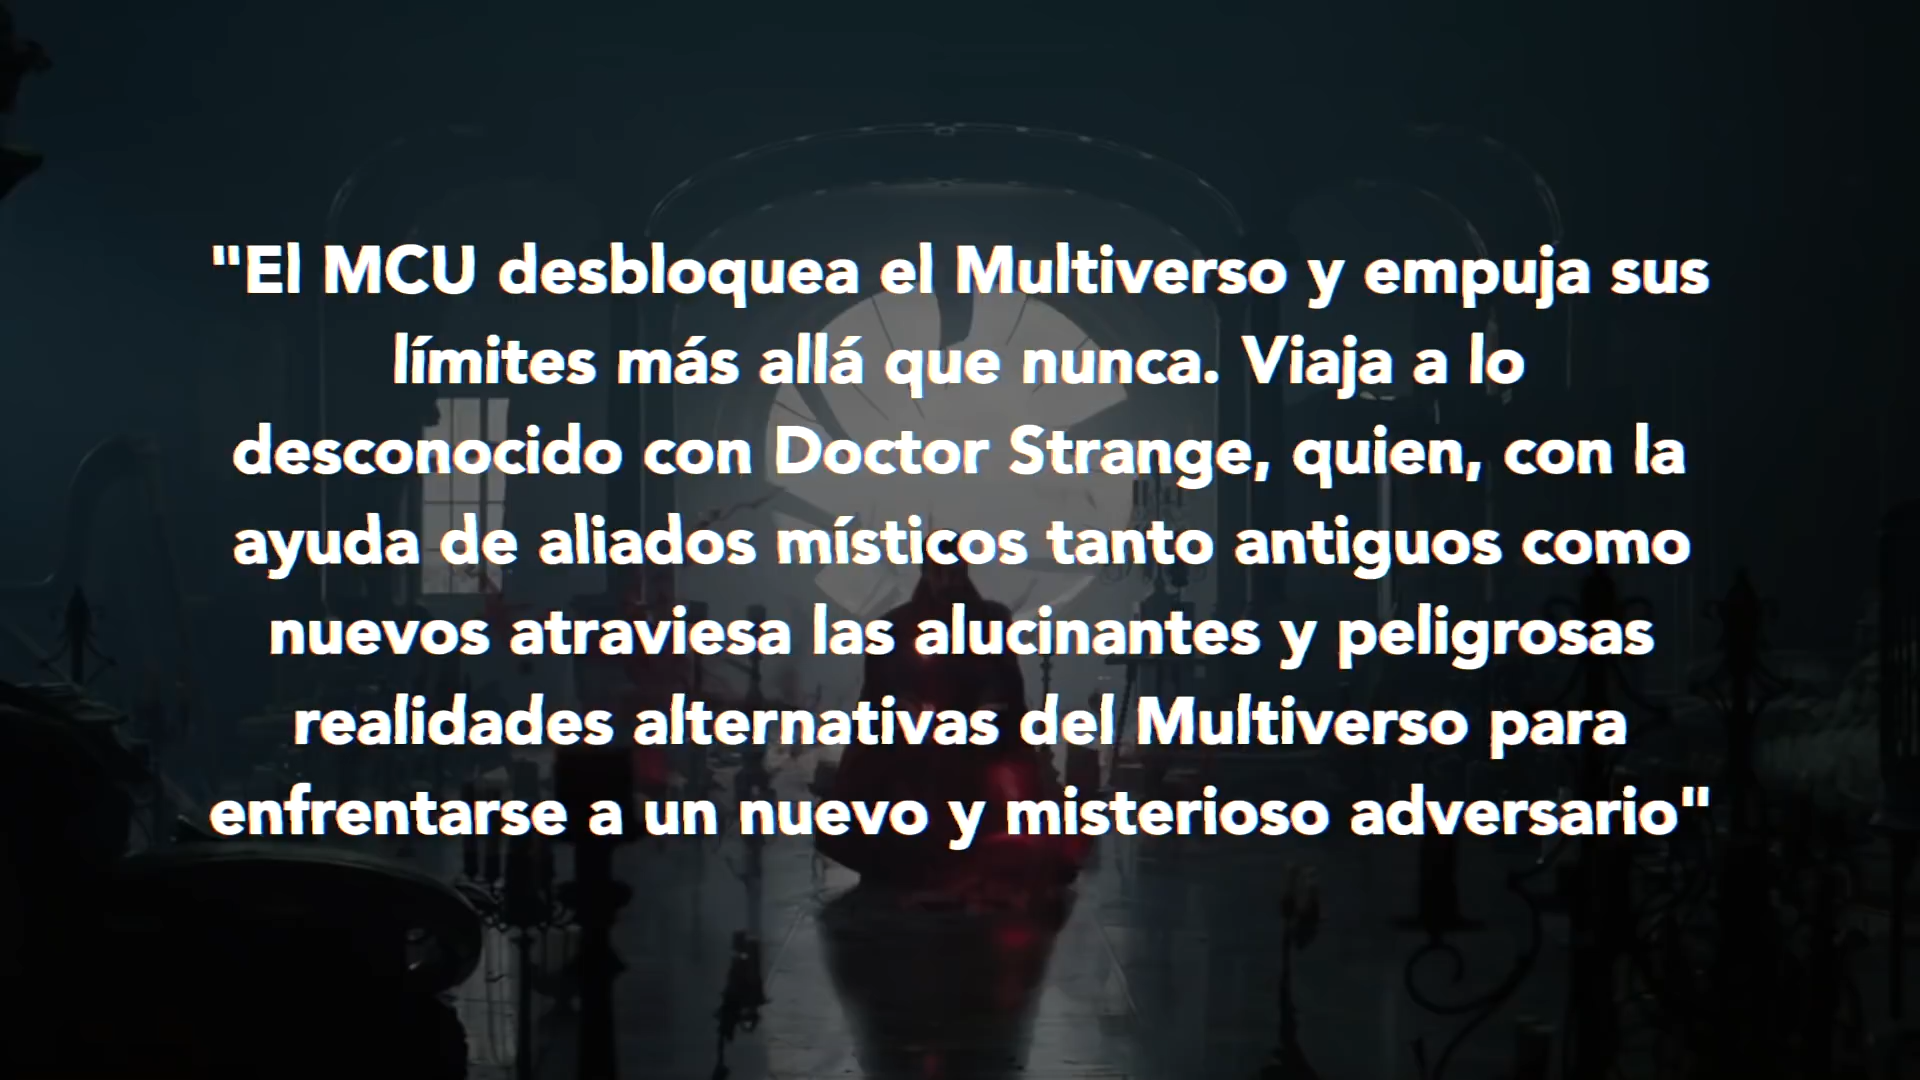 "El MCU desbloquea el Multiverso y empuja sus
límites más allá que nunca. Viaja a lo
desconocido con Doctor Strange, quien, con la
ayuda de aliados místicos tanto antiguos como
nuevos atraviesa las alucinantes y peligrosas
realidades alternativas del Multiverso para
enfrentarse a un nuevo y misterioso adversario"